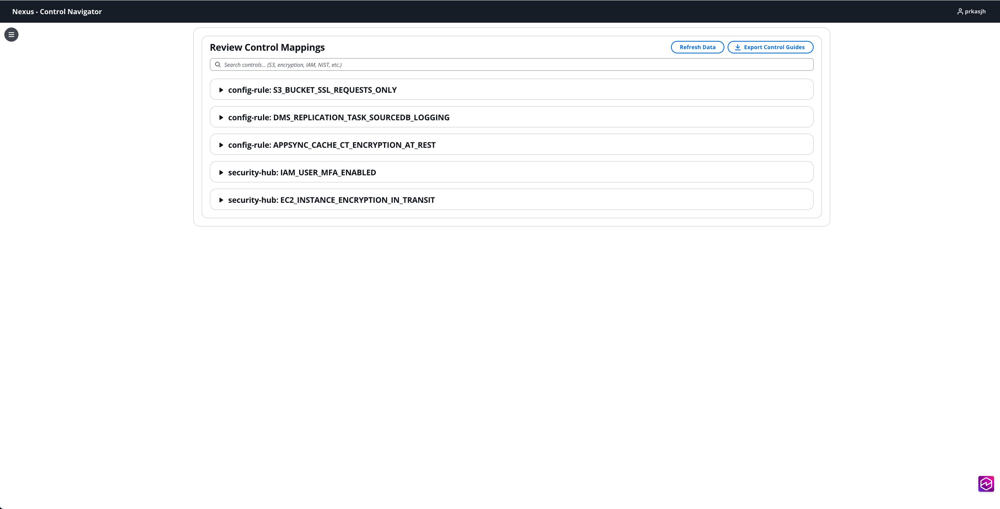 Nexus - Control Navigator
prkasjh
Review Control Mappings
Refresh Data
Export Control Guides
Search controls... (S3, encryption, IAM, NIST, etc.)
config-rule: S3_BUCKET_SSL_REQUESTS_ONLY
config-rule: DMS_REPLICATION_TASK_SOURCEDB_LOGGING
config-rule: APPSYNC_CACHE_CT_ENCRYPTION_AT_REST
security-hub: IAM_USER_MFA_ENABLED
security-hub: EC2_INSTANCE_ENCRYPTION_IN_TRANSIT